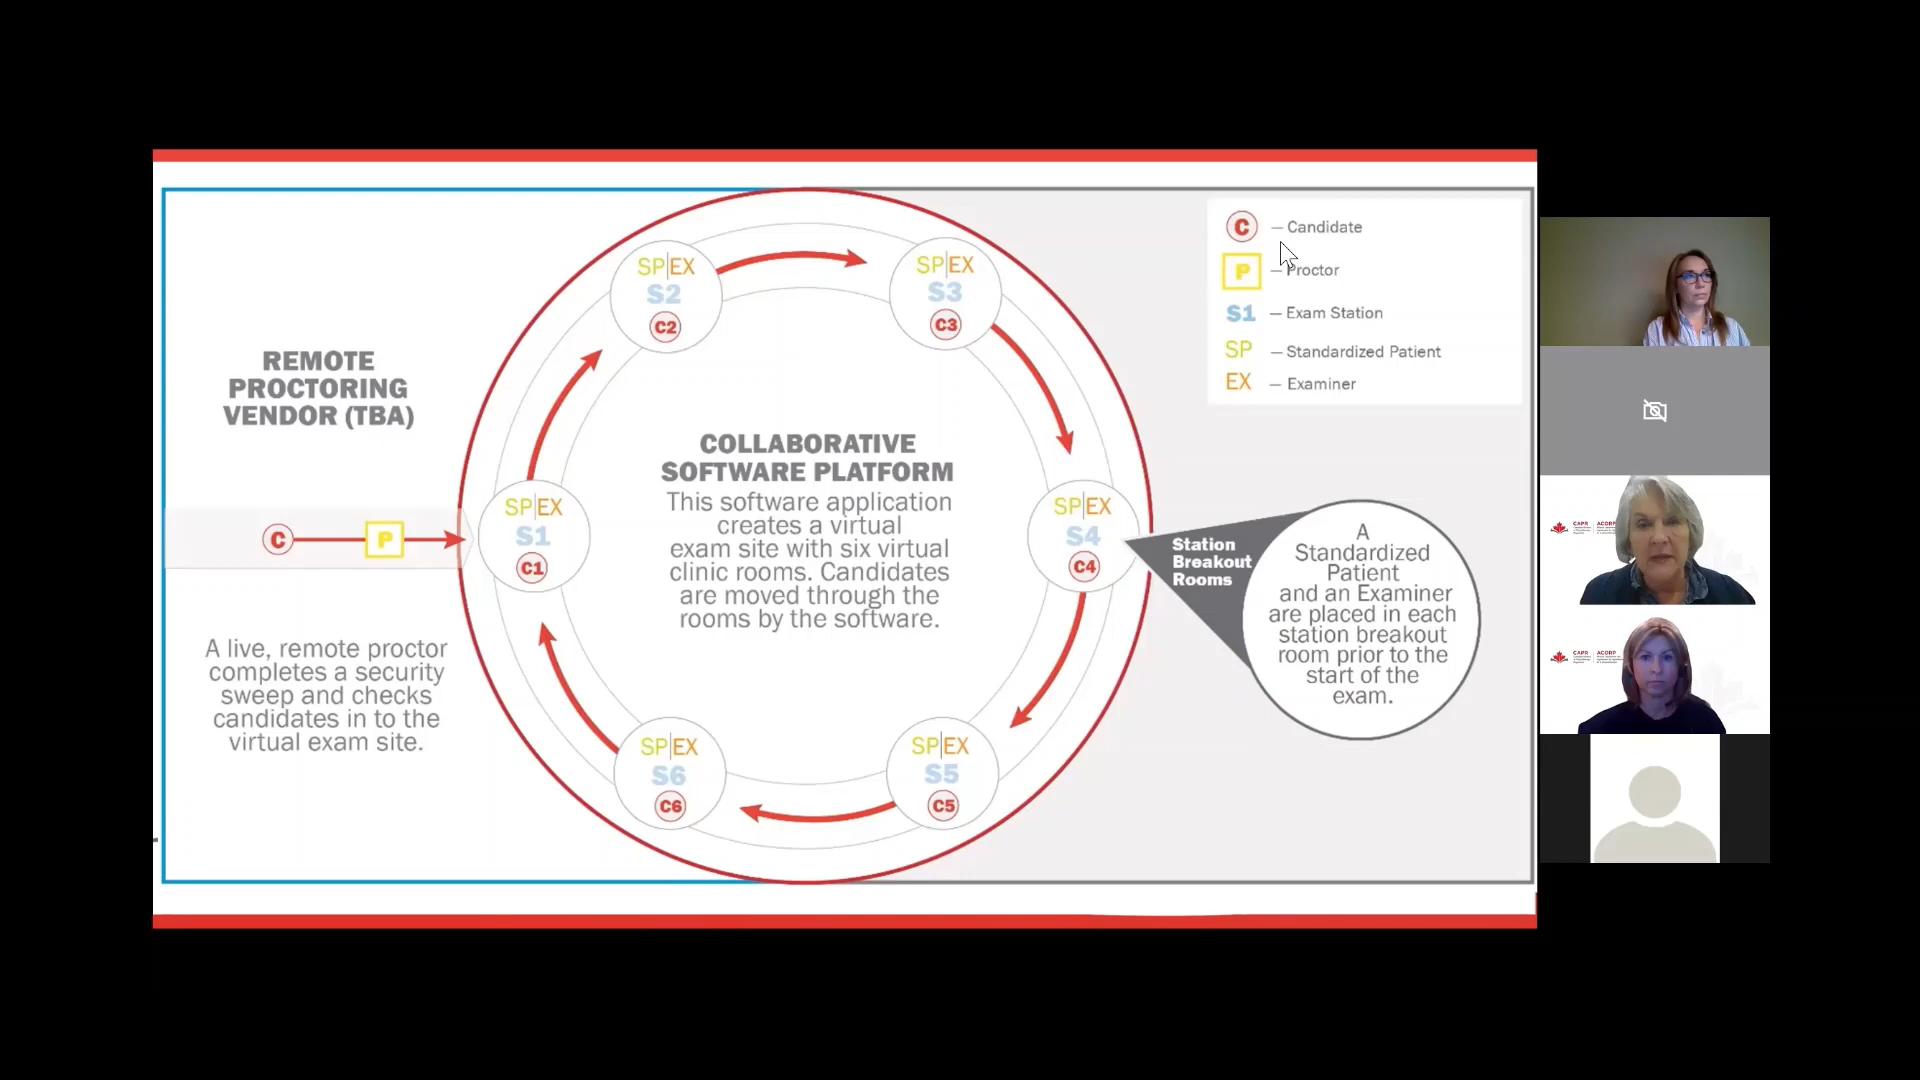 REMOTE
PROCTORING
VENDOR (TBA)
C
P
A live, remote proctor
completes a security
sweep and checks
candidates in to the
virtual exam site.
SP|EX
S1
C1
SP|EX
S2
C2
SP|EX
S3
C3
SP|EX
S4
C4
SP|EX
S5
C5
SP|EX
S6
C6
COLLABORATIVE
SOFTWARE PLATFORM
This software application
creates a virtual
exam site with six virtual
clinic rooms. Candidates
are moved through the
rooms by the software.
C — Candidate
P — Proctor
S1 — Exam Station
SP — Standardized Patient
EX — Examiner
Station
Breakout
Rooms
A
Standardized
Patient
and an Examiner
are placed in each
station breakout
room prior to the
start of the
exam.
CAPR
ACORP
CAPR
ACORP